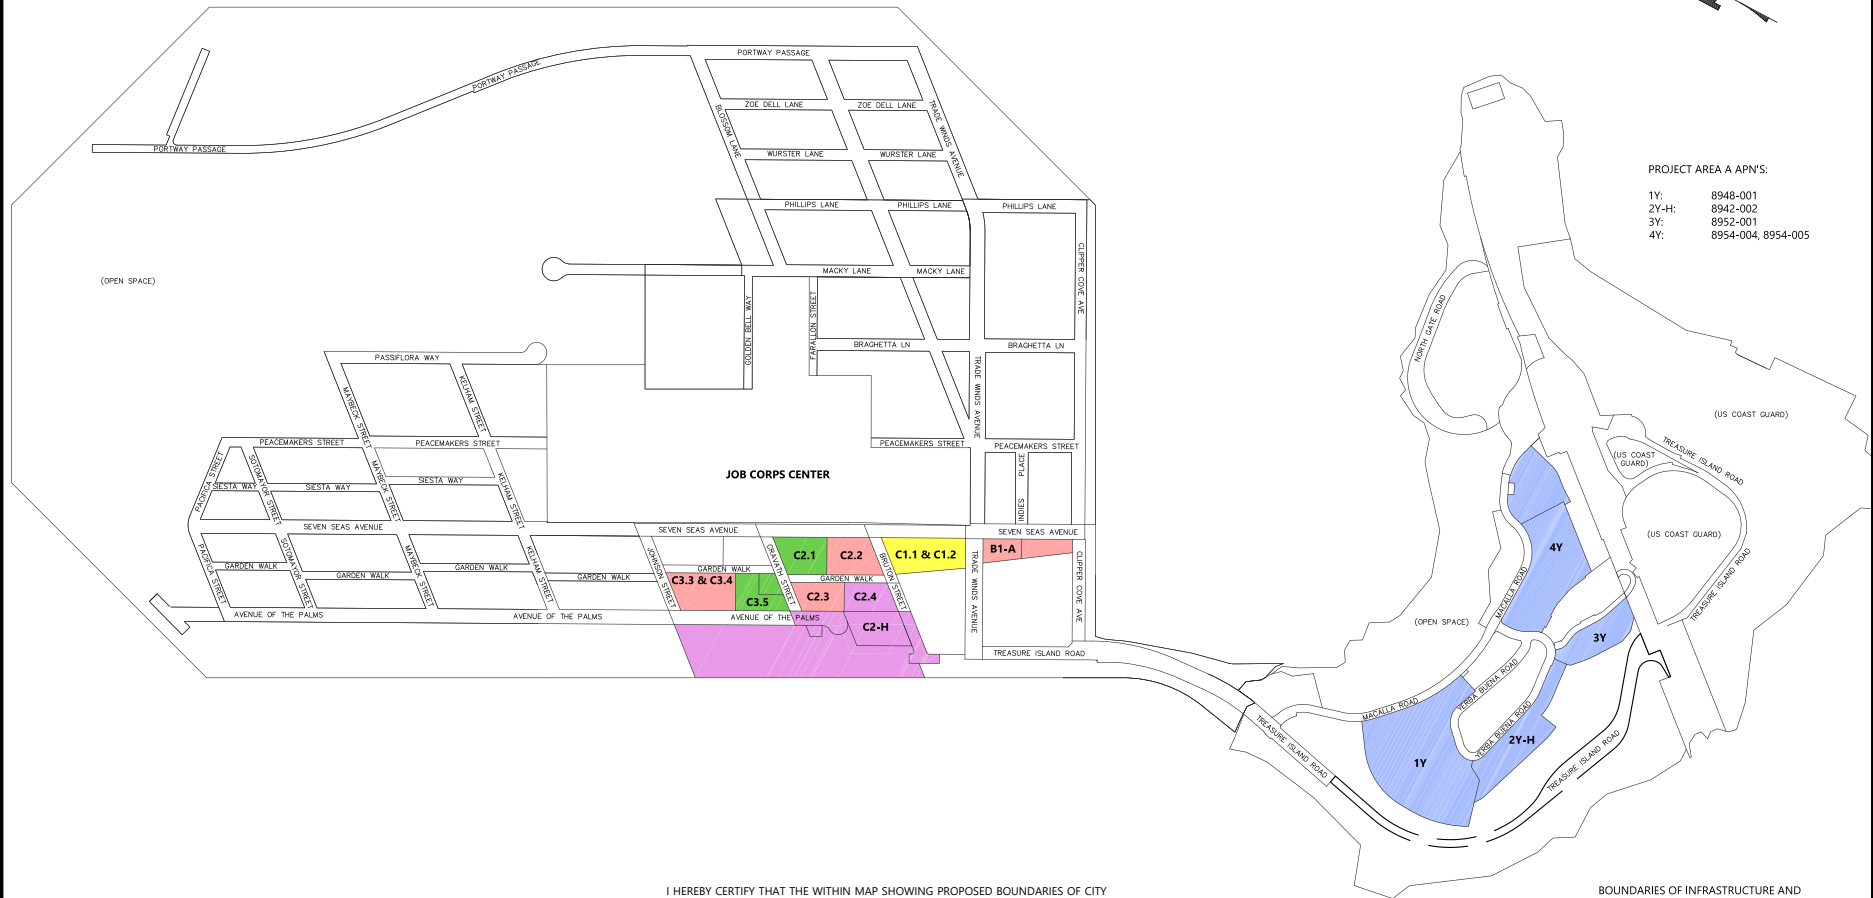 PORTWAY PASSAGE
PORTWAY PASSAGE
PORTWAY PASSAGE
ZOE DELL LANE
ZOE DELL LANE
BLOSSOM LANE
TRADE WINDS AVENUE
WURSTER LANE
WURSTER LANE
PHILLIPS LANE
PHILLIPS LANE
PHILLIPS LANE
CLIPPER COVE AVE
MACKY LANE
MACKY LANE
(OPEN SPACE)
GOLDEN BELL WAY
FARALLON STREET
BRAGHETTA LN
BRAGHETTA LN
TRADE WINDS AVENUE
PASSIFLORA WAY
MAYBECK STREET
KELHAM STREET
PEACEMAKERS STREET
PEACEMAKERS STREET
PEACEMAKERS STREET
PEACEMAKERS STREET
PACIFICA STREET
SOTOMAYOR STREET
MAYBECK STREET
KELHAM STREET
SIESTA WAY
SIESTA WAY
SIESTA WAY
JOB CORPS CENTER
INDIES PLACE
SEVEN SEAS AVENUE
SEVEN SEAS AVENUE
SEVEN SEAS AVENUE
PACIFICA STREET
SOTOMAYOR STREET
MAYBECK STREET
KELHAM STREET
JOHNSON STREET
CRAVATH STREET
BRUTON STREET
TRADE WINDS AVENUE
CLIPPER COVE AVE
C2.1
C2.2
C1.1 & C1.2
B1-A
GARDEN WALK
GARDEN WALK
GARDEN WALK
GARDEN WALK
GARDEN WALK
GARDEN WALK
C3.3 & C3.4
C3.5
C2.3
C2.4
AVENUE OF THE PALMS
AVENUE OF THE PALMS
AVENUE OF THE PALMS
C2-H
TREASURE ISLAND ROAD
PROJECT AREA A APN'S:
1Y: 8948-001
2Y-H: 8942-002
3Y: 8952-001
4Y: 8954-004, 8954-005
NORTH GATE ROAD
(US COAST GUARD)
(US COAST
GUARD)
TREASURE ISLAND ROAD
(US COAST GUARD)
TREASURE ISLAND ROAD
4Y
MACALLA ROAD
(OPEN SPACE)
3Y
YERBA BUENA ROAD
YERBA BUENA ROAD
MACALLA ROAD
2Y-H
1Y
TREASURE ISLAND ROAD
TREASURE ISLAND ROAD
I HEREBY CERTIFY THAT THE WITHIN MAP SHOWING PROPOSED BOUNDARIES OF CITY
BOUNDARIES OF INFRASTRUCTURE AND